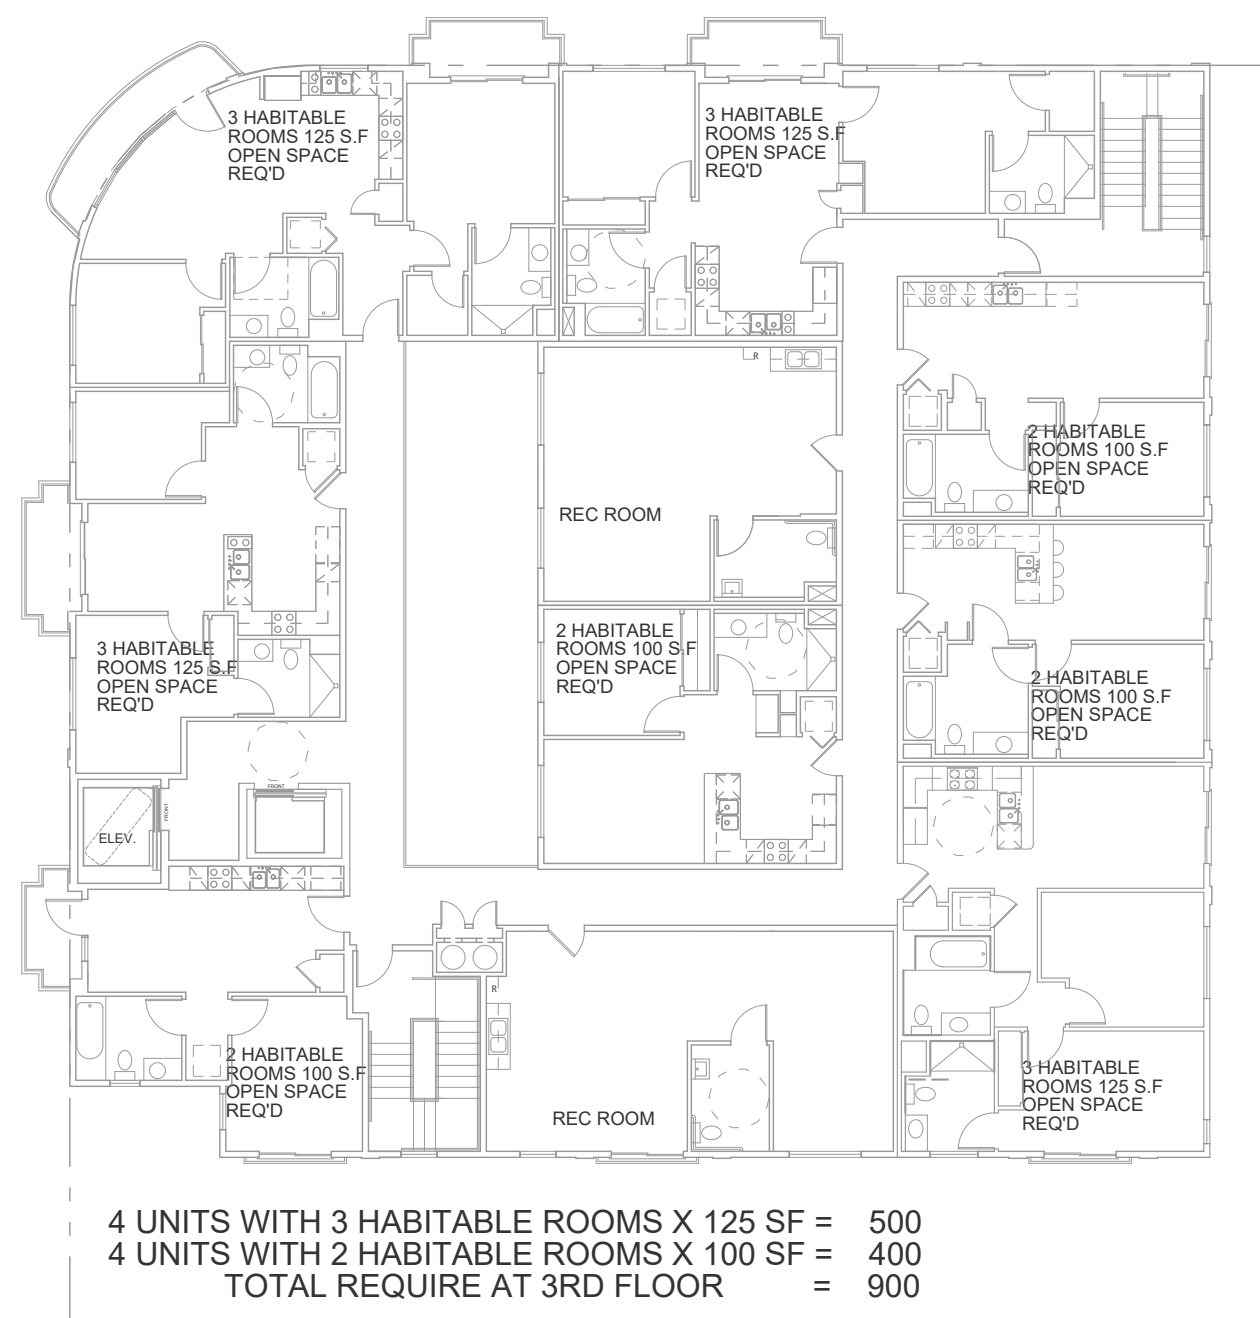 3 HABITABLE
ROOMS 125 S.F
OPEN SPACE
REQ'D
3 HABITABLE
ROOMS 125 S.F
OPEN SPACE
REQ'D
R
2 HABITABLE
ROOMS 100 S.F
OPEN SPACE
REQ'D
REC ROOM
2 HABITABLE
ROOMS 100 S.F
OPEN SPACE
REQ'D
3 HABITABLE
ROOMS 125 S.F
OPEN SPACE
REQ'D
2 HABITABLE
ROOMS 100 S.F
OPEN SPACE
REQ'D
FRONT
FRONT
ELEV.
R
2 HABITABLE
ROOMS 100 S.F
OPEN SPACE
REQ'D
REC ROOM
3 HABITABLE
ROOMS 125 S.F
OPEN SPACE
REQ'D
4 UNITS WITH 3 HABITABLE ROOMS X 125 SF = 500
4 UNITS WITH 2 HABITABLE ROOMS X 100 SF = 400
TOTAL REQUIRE AT 3RD FLOOR = 900